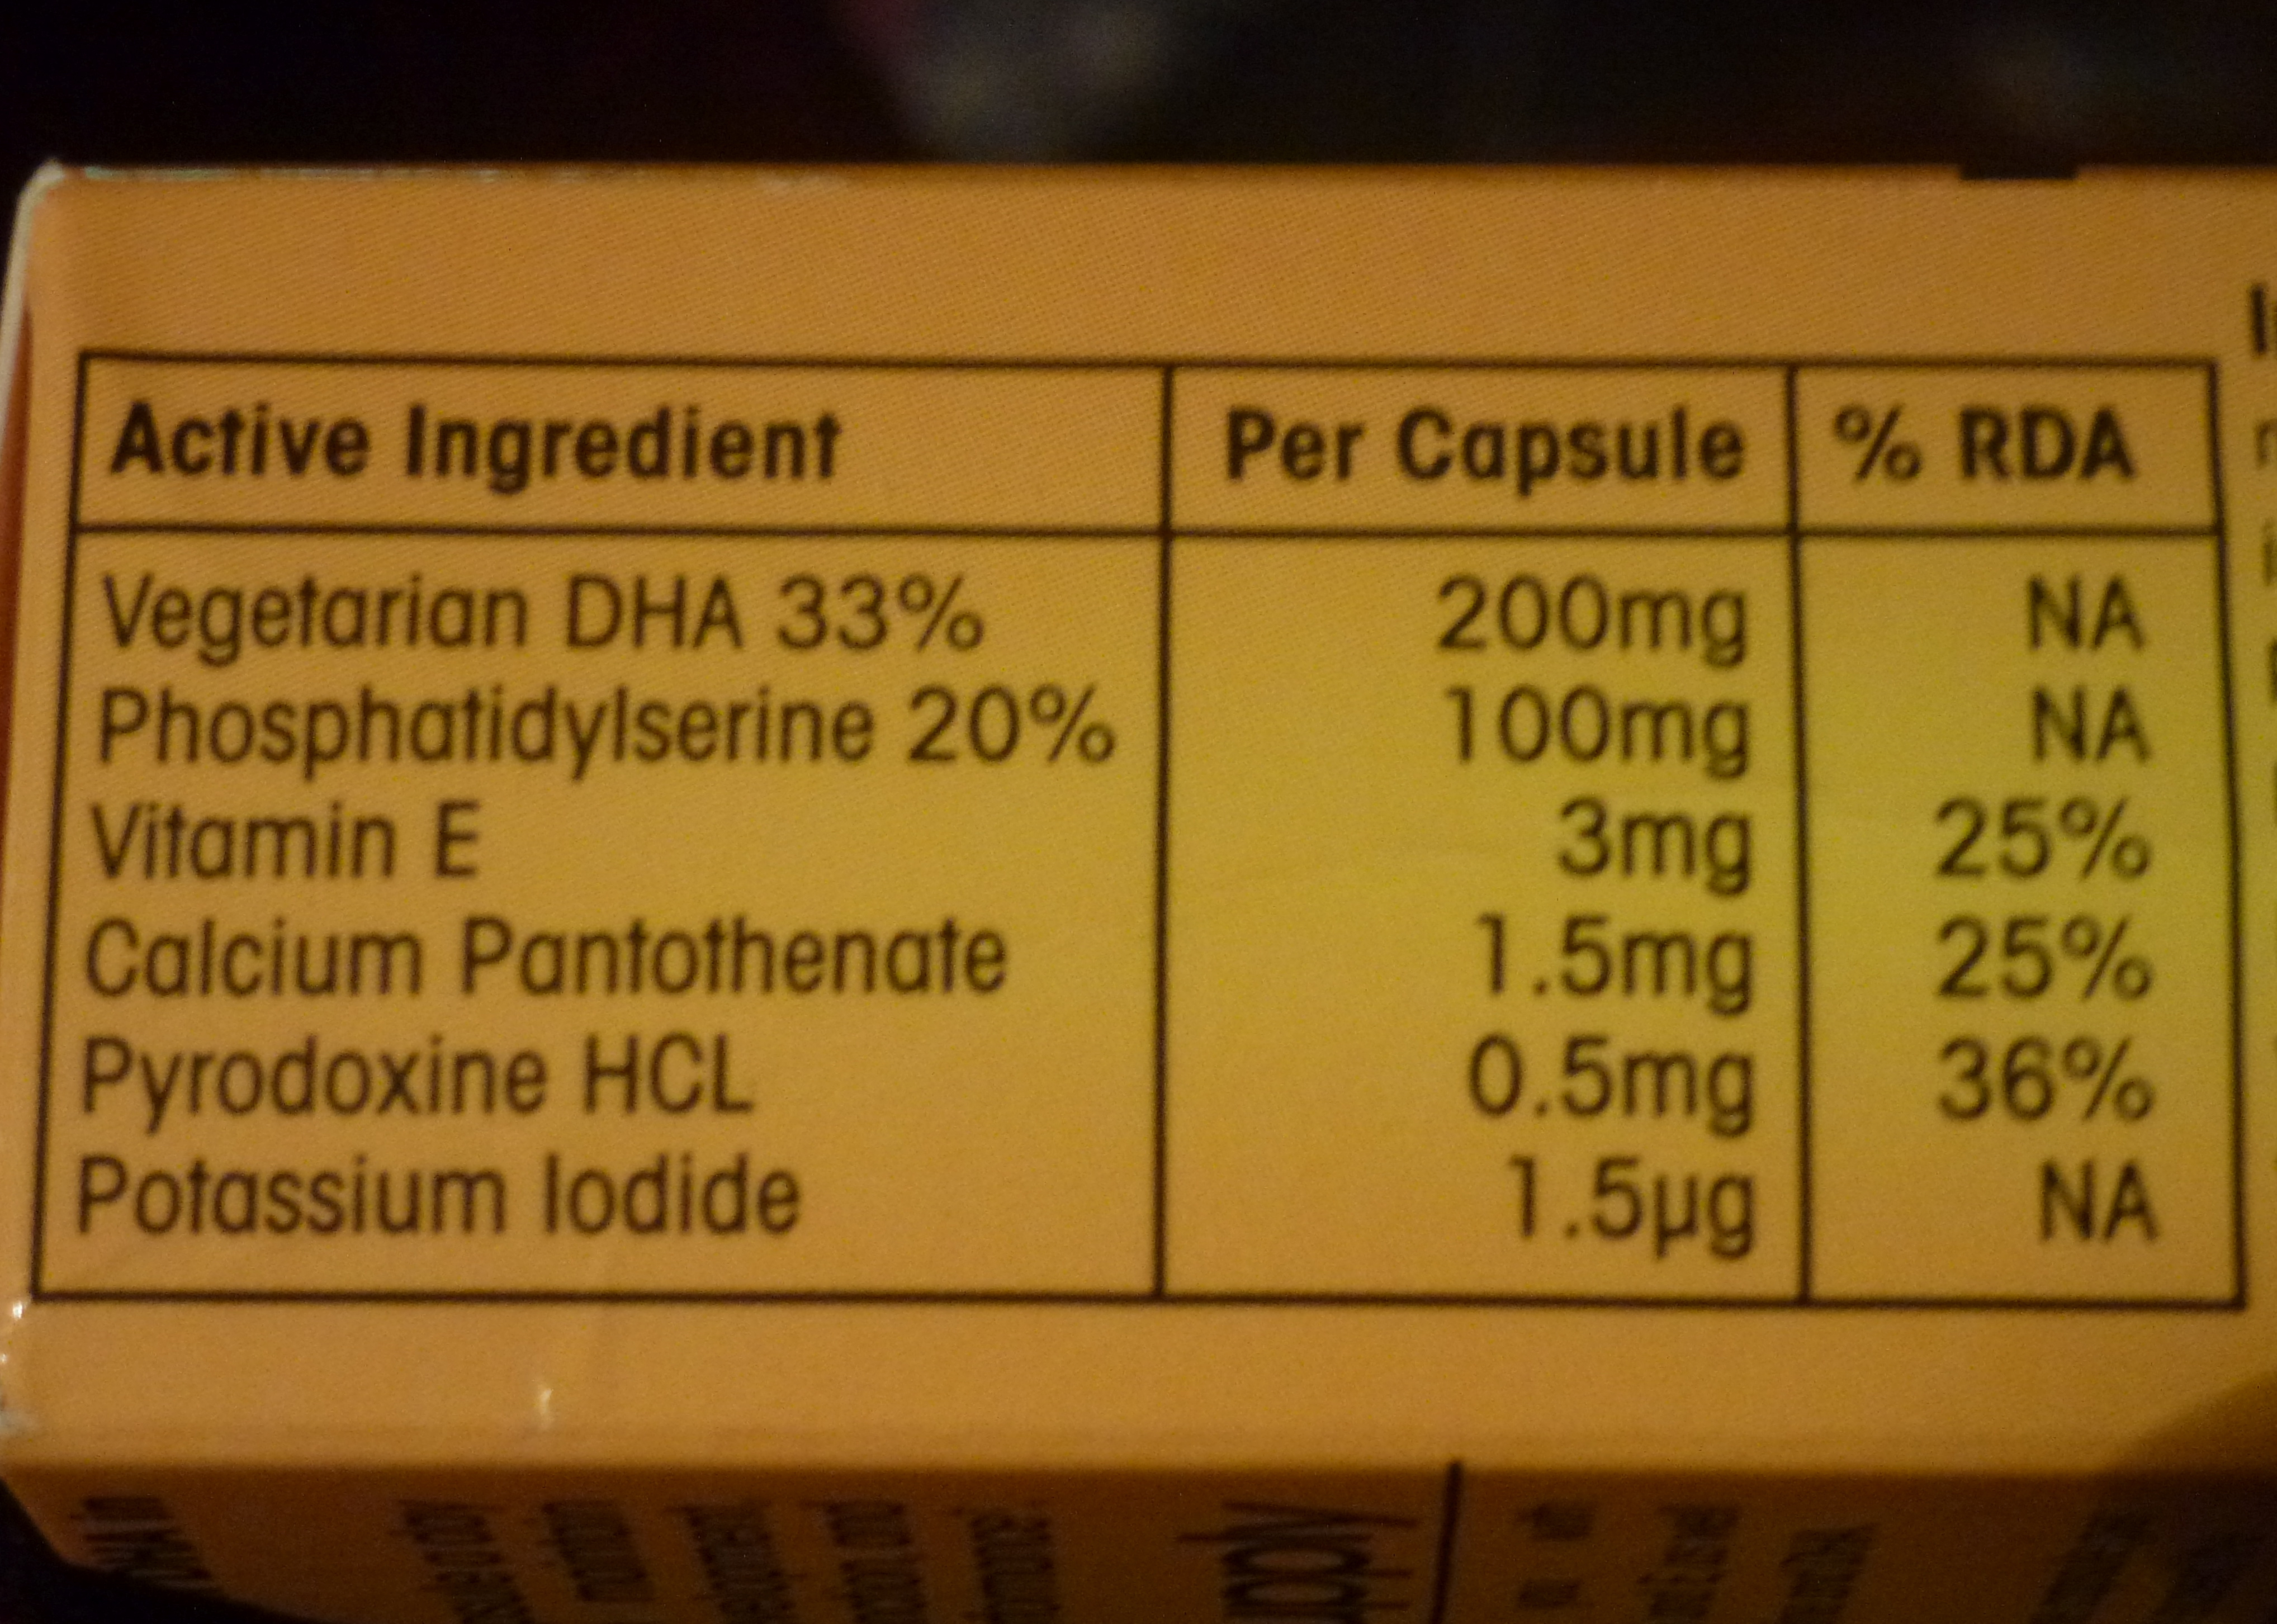 Active Ingredient Per Capsule % RDA
Vegetarian DHA 33% 200mg NA
Phosphatidylserine 20% 100mg NA
Vitamin E 3mg 25%
Calcium Pantothenate 1.5mg 25%
Pyrodoxine HCL 0.5mg 36%
Potassium Iodide 1.5µg NA